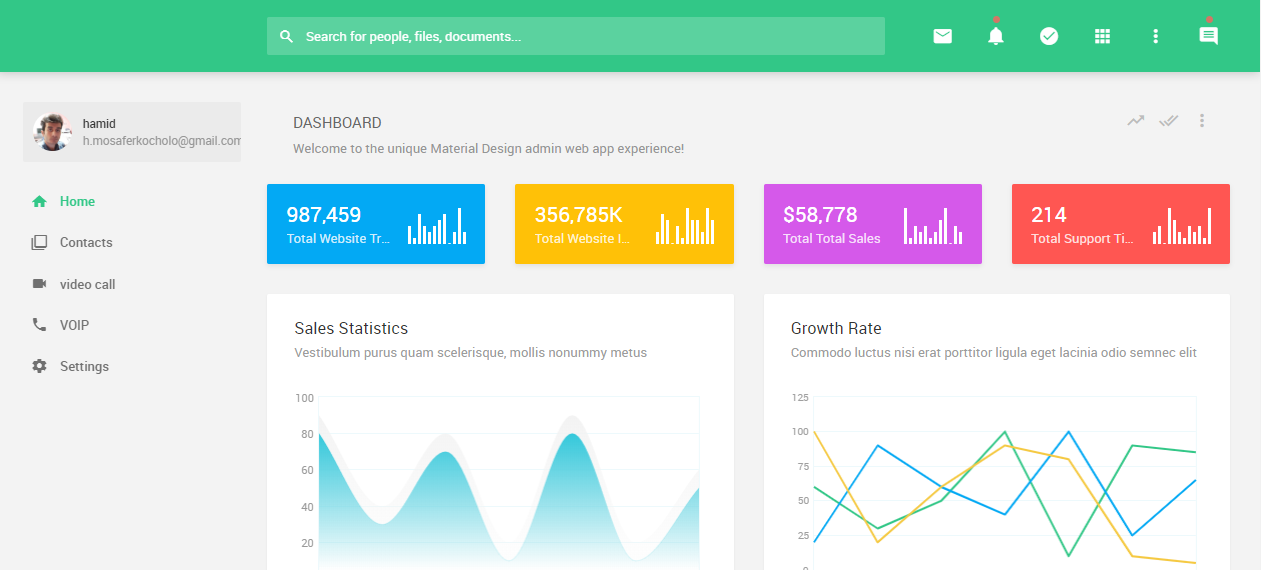 Search for people, files, documents...
hamid
h.mosaferkocholo@gmail.com
Home
Contacts
video call
VOIP
Settings
DASHBOARD
Welcome to the unique Material Design admin web app experience!
987,459
Total Website Tr...
356,785K
Total Website I...
$58,778
Total Total Sales
214
Total Support Ti...
Sales Statistics
Vestibulum purus quam scelerisque, mollis nonummy metus
100
80
60
40
20
Growth Rate
Commodo luctus nisi erat porttitor ligula eget lacinia odio semnec elit
125
100
75
50
25
0